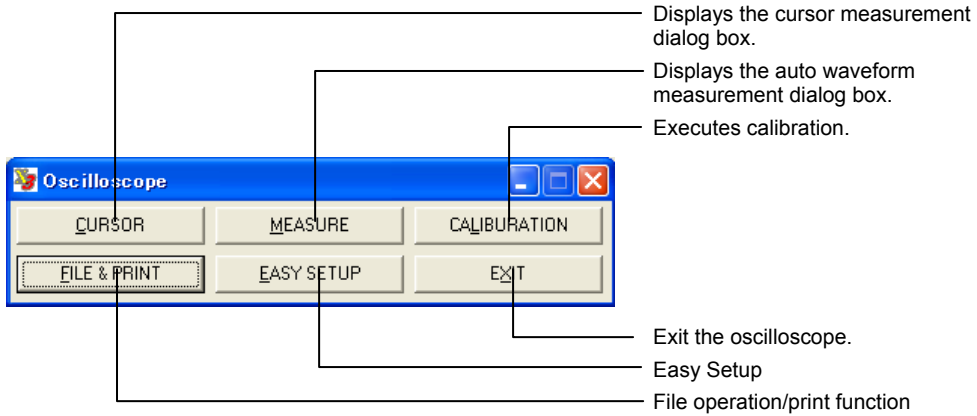 Displays the cursor measurement
dialog box.
Displays the auto waveform
measurement dialog box.
Executes calibration.
Oscilloscope
CURSOR
MEASURE
CALIBURATION
FILE & PRINT
EASY SETUP
EXIT
Exit the oscilloscope.
Easy Setup
File operation/print function